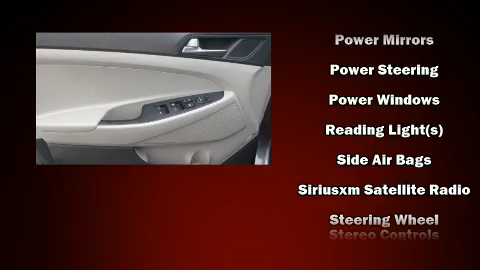 Power Mirrors
Power Steering
Power Windows
Reading Light(s)
Side Air Bags
Siriusxm Satellite Radio
Steering Wheel
Stereo Controls